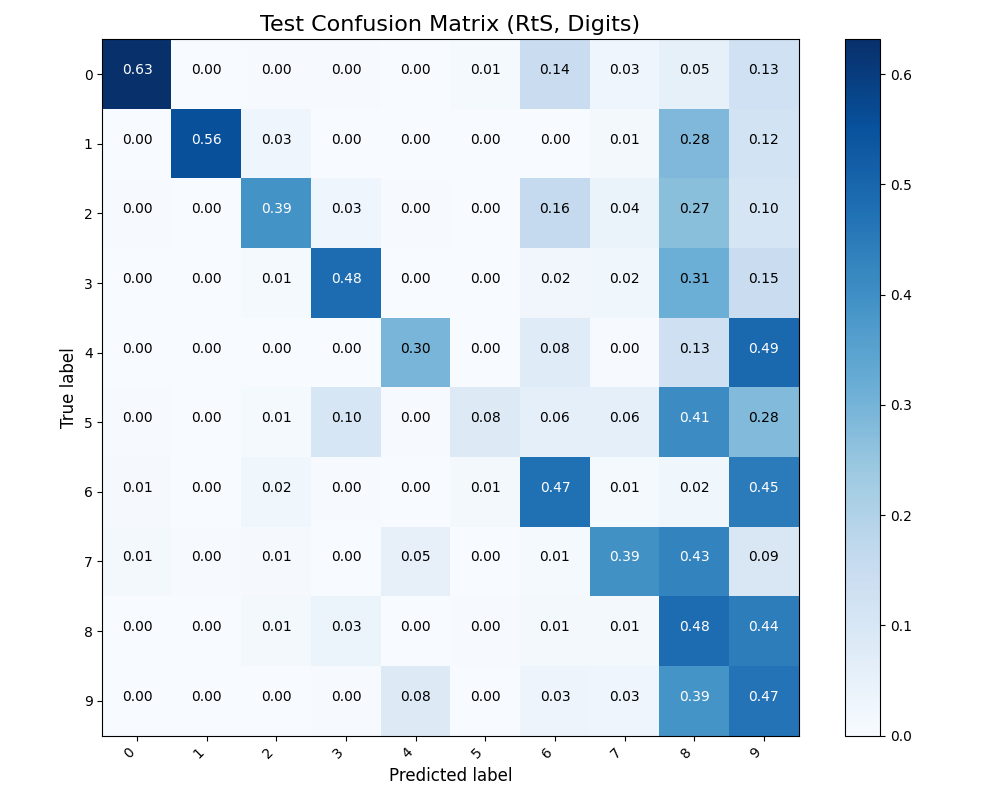 Test Confusion Matrix (RtS, Digits)
0 0.63 0.00 0.00 0.00 0.00 0.01 0.14 0.03 0.05 0.13
1 0.00 0.56 0.03 0.00 0.00 0.00 0.00 0.01 0.28 0.12
2 0.00 0.00 0.39 0.03 0.00 0.00 0.16 0.04 0.27 0.10
3 0.00 0.00 0.01 0.48 0.00 0.00 0.02 0.02 0.31 0.15
4 0.00 0.00 0.00 0.00 0.30 0.00 0.08 0.00 0.13 0.49
5 0.00 0.00 0.01 0.10 0.00 0.08 0.06 0.06 0.41 0.28
6 0.01 0.00 0.02 0.00 0.00 0.01 0.47 0.01 0.02 0.45
7 0.01 0.00 0.01 0.00 0.05 0.00 0.01 0.39 0.43 0.09
8 0.00 0.00 0.01 0.03 0.00 0.00 0.01 0.01 0.48 0.44
9 0.00 0.00 0.00 0.00 0.08 0.00 0.03 0.03 0.39 0.47
0 1 2 3 4 5 6 7 8 9
Predicted label
True label
0.6
0.5
0.4
0.3
0.2
0.1
0.0